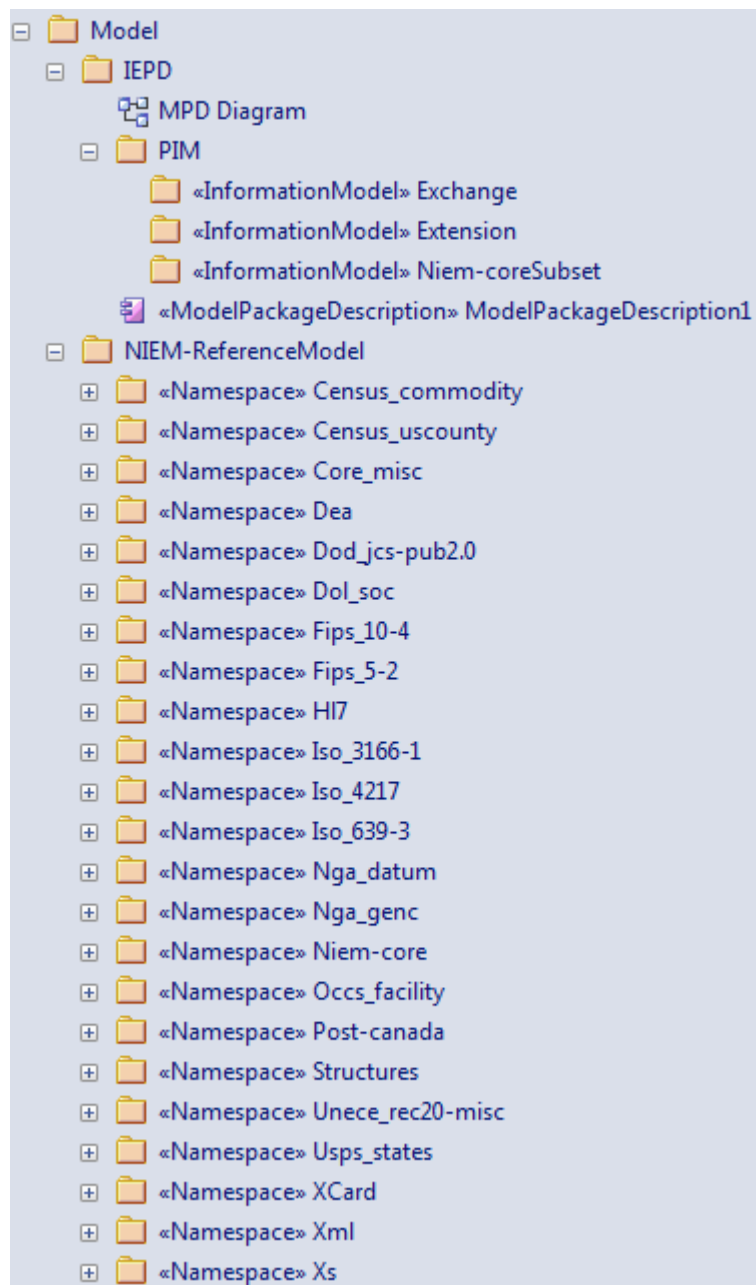 Model
IEPD
MPD Diagram
PIM
«InformationModel» Exchange
«InformationModel» Extension
«InformationModel» Niem-coreSubset
«ModelPackageDescription» ModelPackageDescription1
NIEM-ReferenceModel
«Namespace» Census_commodity
«Namespace» Census_uscounty
«Namespace» Core_misc
«Namespace» Dea
«Namespace» Dod_jcs-pub2.0
«Namespace» Dol_soc
«Namespace» Fips_10-4
«Namespace» Fips_5-2
«Namespace» Hl7
«Namespace» Iso_3166-1
«Namespace» Iso_4217
«Namespace» Iso_639-3
«Namespace» Nga_datum
«Namespace» Nga_genc
«Namespace» Niem-core
«Namespace» Occs_facility
«Namespace» Post-canada
«Namespace» Structures
«Namespace» Unece_rec20-misc
«Namespace» Usps_states
«Namespace» XCard
«Namespace» Xml
«Namespace» Xs